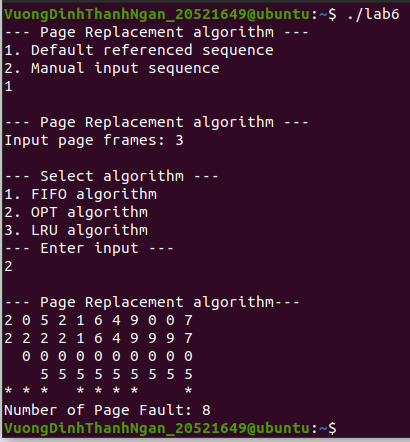 VuongDinhThanhNgan_20521649@ubuntu:~$ ./lab6
--- Page Replacement algorithm ---
1. Default referenced sequence
2. Manual input sequence
1

--- Page Replacement algorithm ---
Input page frames: 3

--- Select algorithm ---
1. FIFO algorithm
2. OPT algorithm
3. LRU algorithm
--- Enter input ---
2

--- Page Replacement algorithm---
2 0 5 2 1 6 4 9 0 0 7
2 2 2 2 1 6 4 9 9 9 7
  0 0 0 0 0 0 0 0 0 0
    5 5 5 5 5 5 5 5 5
* * *   * * * *     *
Number of Page Fault: 8
VuongDinhThanhNgan_20521649@ubuntu:~$